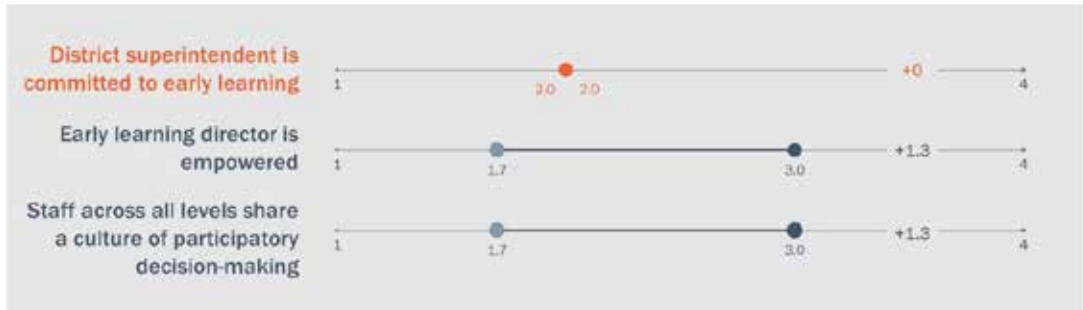 District superintendent is
committed to early learning
1
2.0 2.0
+0
4
Early learning director is
empowered
1
1.7
3.0
+1.3
4
Staff across all levels share
a culture of participatory
decision-making
1
1.7
3.0
+1.3
4